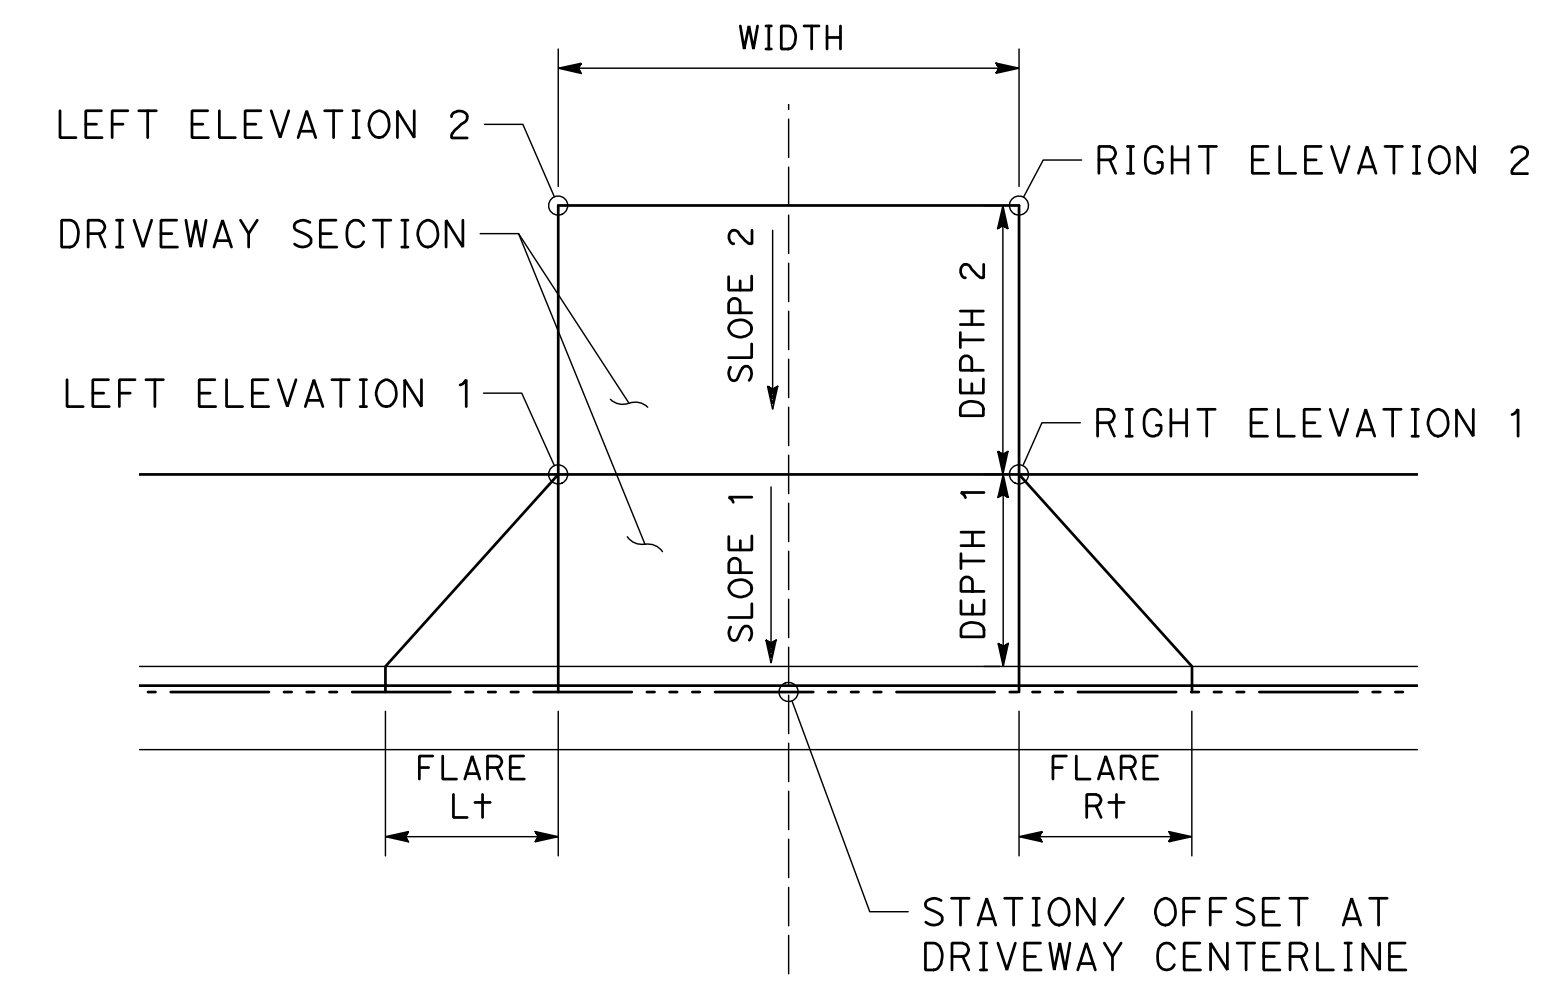 WIDTH
LEFT ELEVATION 2
RIGHT ELEVATION 2
DRIVEWAY SECTION
SLOPE 2
DEPTH 2
LEFT ELEVATION 1
RIGHT ELEVATION 1
SLOPE 1
DEPTH 1
FLARE
Lt
FLARE
Rt
STATION/ OFFSET AT
DRIVEWAY CENTERLINE